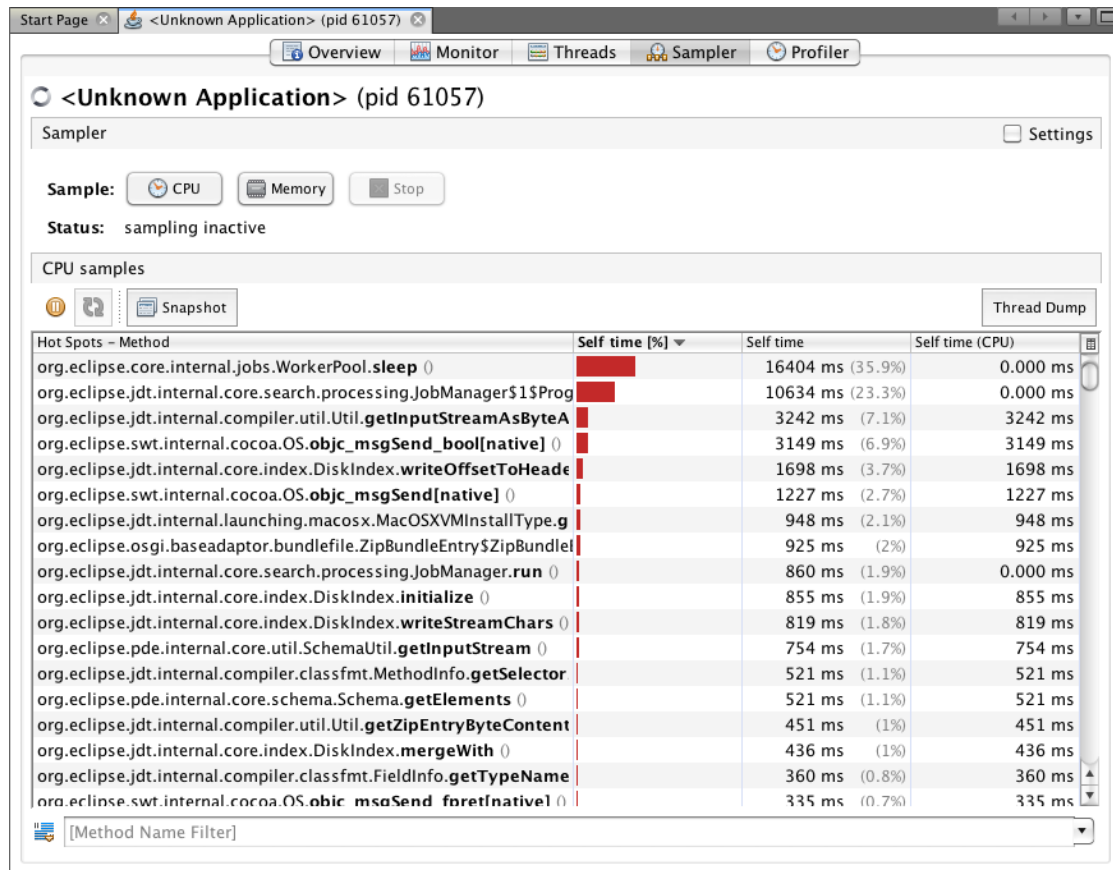 Start Page <Unknown Application> (pid 61057)
Overview Monitor Threads Sampler Profiler
<Unknown Application> (pid 61057)
Sampler Settings
Sample: CPU Memory Stop
Status: sampling inactive
CPU samples
Snapshot Thread Dump
Hot Spots – Method Self time [%] Self time Self time (CPU)
org.eclipse.core.internal.jobs.WorkerPool.sleep () 16404 ms (35.9%) 0.000 ms
org.eclipse.jdt.internal.core.search.processing.JobManager$1$Prog 10634 ms (23.3%) 0.000 ms
org.eclipse.jdt.internal.compiler.util.Util.getInputStreamAsByteA 3242 ms (7.1%) 3242 ms
org.eclipse.swt.internal.cocoa.OS.objc_msgSend_bool[native] () 3149 ms (6.9%) 3149 ms
org.eclipse.jdt.internal.core.index.DiskIndex.writeOffsetToHeade 1698 ms (3.7%) 1698 ms
org.eclipse.swt.internal.cocoa.OS.objc_msgSend[native] () 1227 ms (2.7%) 1227 ms
org.eclipse.jdt.internal.launching.macosx.MacOSXVMInstallType.g 948 ms (2.1%) 948 ms
org.eclipse.osgi.baseadaptor.bundlefile.ZipBundleEntry$ZipBundle 925 ms (2%) 925 ms
org.eclipse.jdt.internal.core.search.processing.JobManager.run () 860 ms (1.9%) 0.000 ms
org.eclipse.jdt.internal.core.index.DiskIndex.initialize () 855 ms (1.9%) 855 ms
org.eclipse.jdt.internal.core.index.DiskIndex.writeStreamChars () 819 ms (1.8%) 819 ms
org.eclipse.pde.internal.core.util.SchemaUtil.getInputStream () 754 ms (1.7%) 754 ms
org.eclipse.jdt.internal.compiler.classfmt.MethodInfo.getSelector 521 ms (1.1%) 521 ms
org.eclipse.pde.internal.core.schema.Schema.getElements () 521 ms (1.1%) 521 ms
org.eclipse.jdt.internal.compiler.util.Util.getZipEntryByteContent 451 ms (1%) 451 ms
org.eclipse.jdt.internal.core.index.DiskIndex.mergeWith () 436 ms (1%) 436 ms
org.eclipse.jdt.internal.compiler.classfmt.FieldInfo.getTypeName 360 ms (0.8%) 360 ms
org.eclipse.swt.internal.cocoa.OS.objc_msgSend_fpret[native] () 335 ms (0.7%) 335 ms
[Method Name Filter]